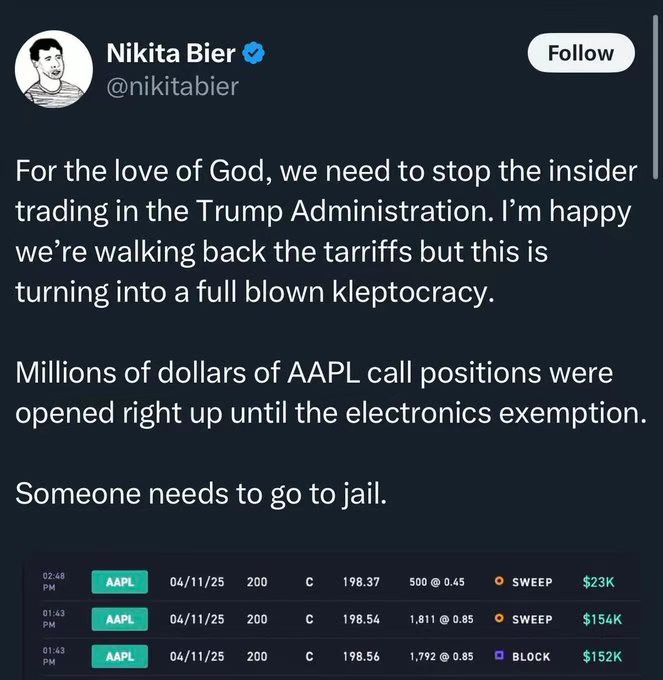 Nikita Bier
@nikitabier
Follow
For the love of God, we need to stop the insider
trading in the Trump Administration. I'm happy
we're walking back the tarriffs but this is
turning into a full blown kleptocracy.
Millions of dollars of AAPL call positions were
opened right up until the electronics exemption.
Someone needs to go to jail.
02:48 PM AAPL 04/11/25 200 C 198.37 500 @ 0.45 SWEEP $23K
01:43 PM AAPL 04/11/25 200 C 198.54 1,811 @ 0.85 SWEEP $154K
01:43 PM AAPL 04/11/25 200 C 198.56 1,792 @ 0.85 BLOCK $152K